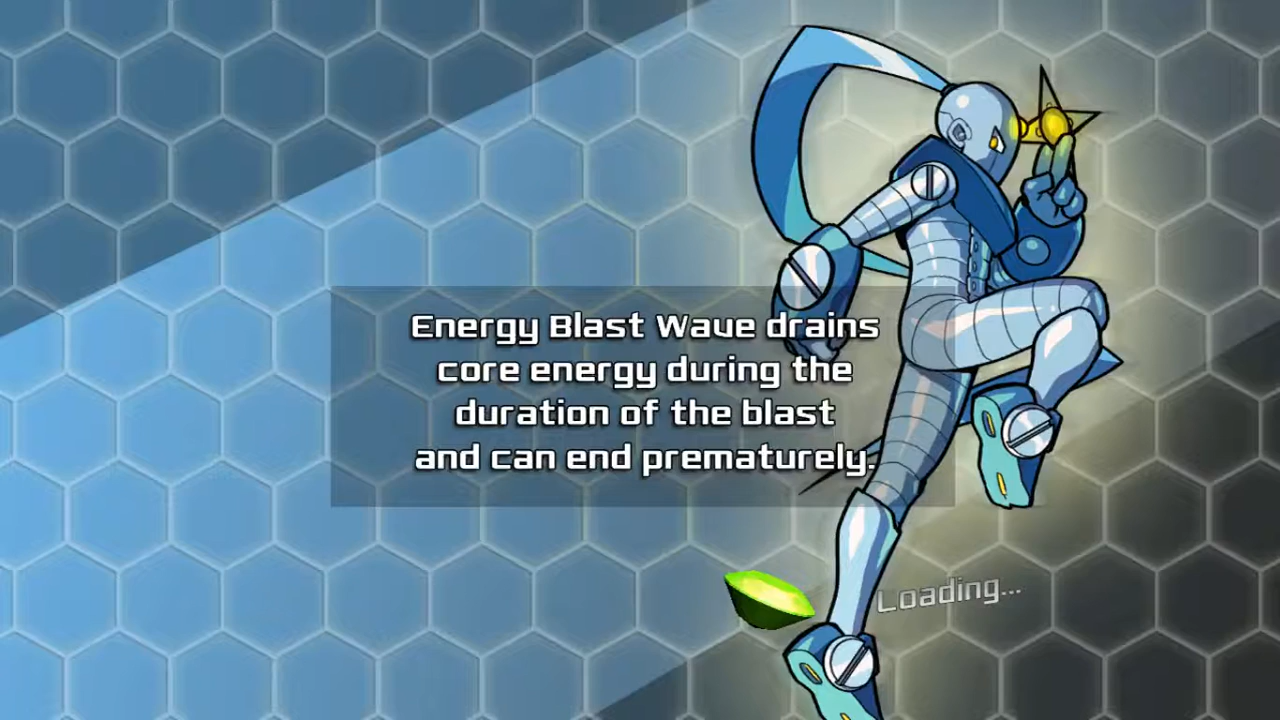 Energy Blast Wave drains
core energy during the
duration of the blast
and can end prematurely.
Loading...